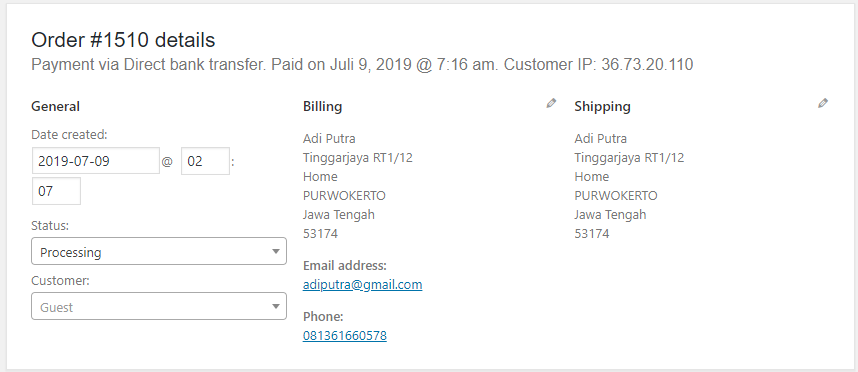 Order #1510 details
Payment via Direct bank transfer. Paid on Juli 9, 2019 @ 7:16 am. Customer IP: 36.73.20.110
General
Date created:
2019-07-09 @ 02 :
07
Status:
Processing
Customer:
Guest
Billing
Adi Putra
Tinggarjaya RT1/12
Home
PURWOKERTO
Jawa Tengah
53174
Email address:
adiputra@gmail.com
Phone:
081361660578
Shipping
Adi Putra
Tinggarjaya RT1/12
Home
PURWOKERTO
Jawa Tengah
53174